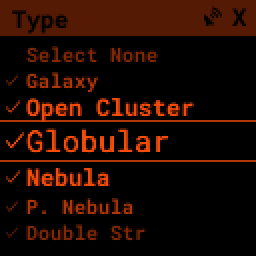 Type X
Select None
✓ Galaxy
✓ Open Cluster
✓ Globular
✓ Nebula
✓ P. Nebula
✓ Double Str